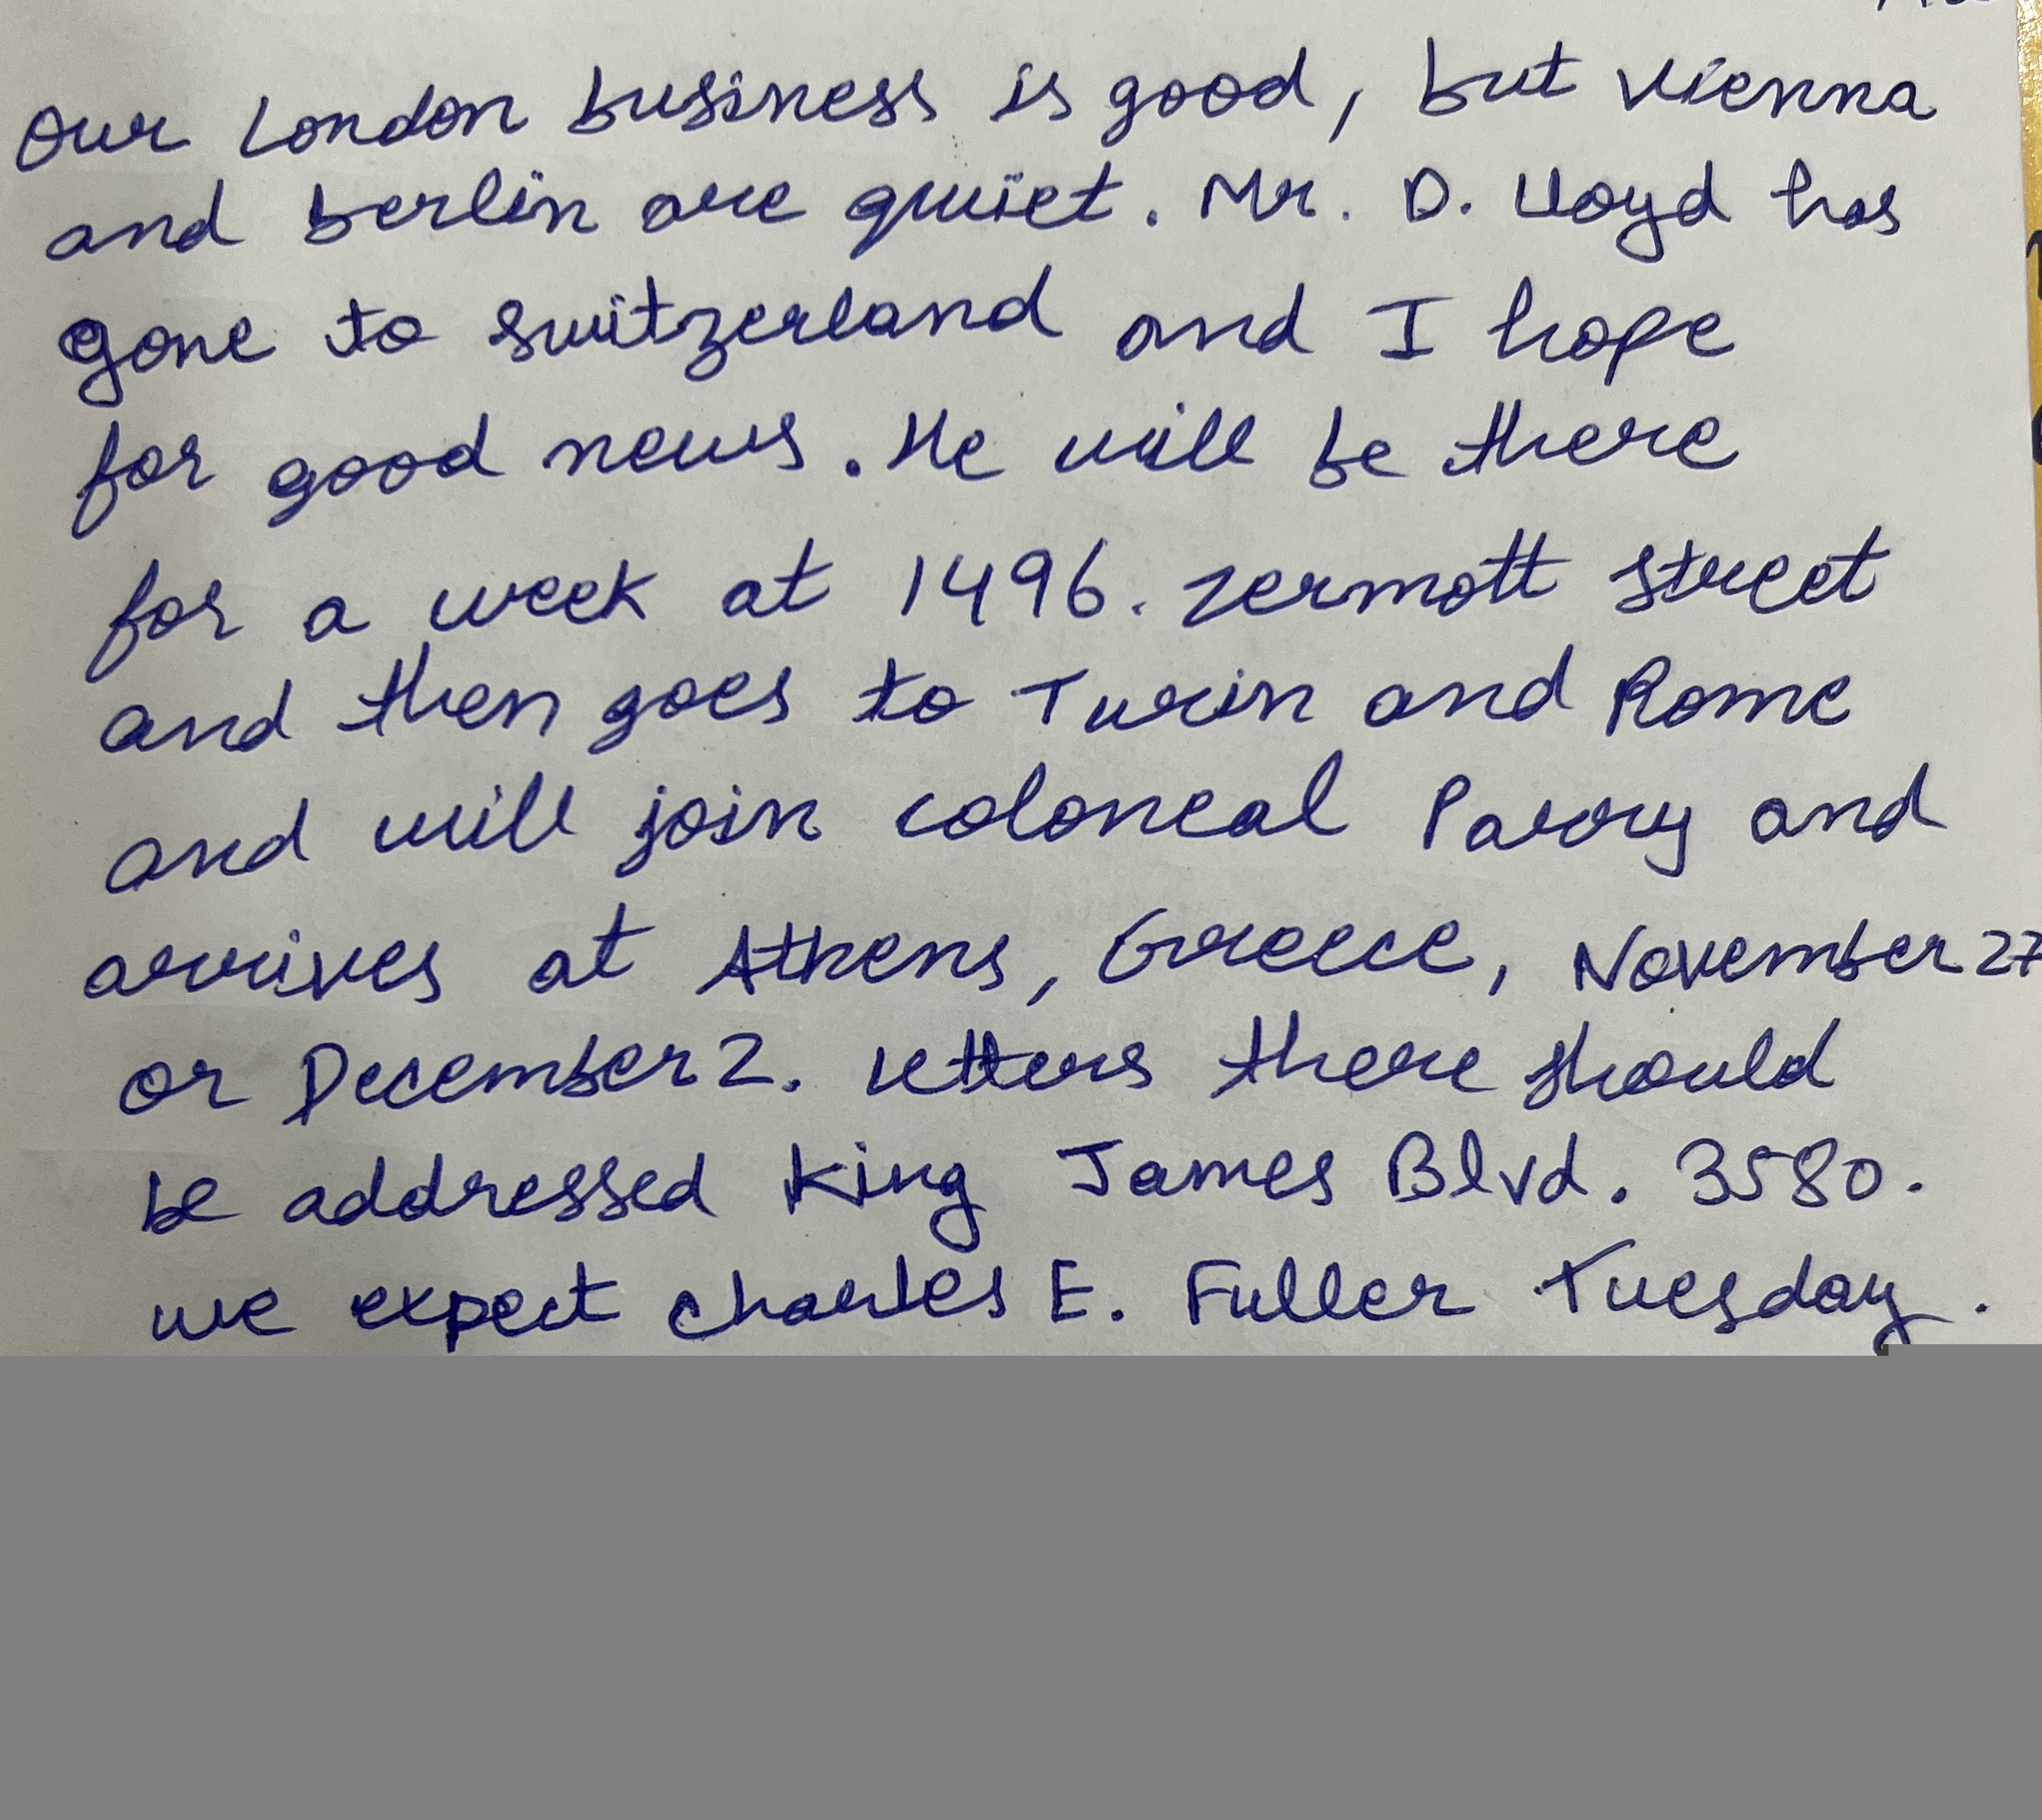 Our London business is good, but Vienna
and berlin are quiet. Mr. D. Lloyd has
gone to switzerland and I hope
for good news. He will be there
for a week at 1496. zermott street
and then goes to Turin and Rome
and will join coloneal Parry and
arrives at Athens, Greece, November 27
or December 2. Letters there should
be addressed King James Blvd. 3580.
we expect charles E. Fuller Tuesday.